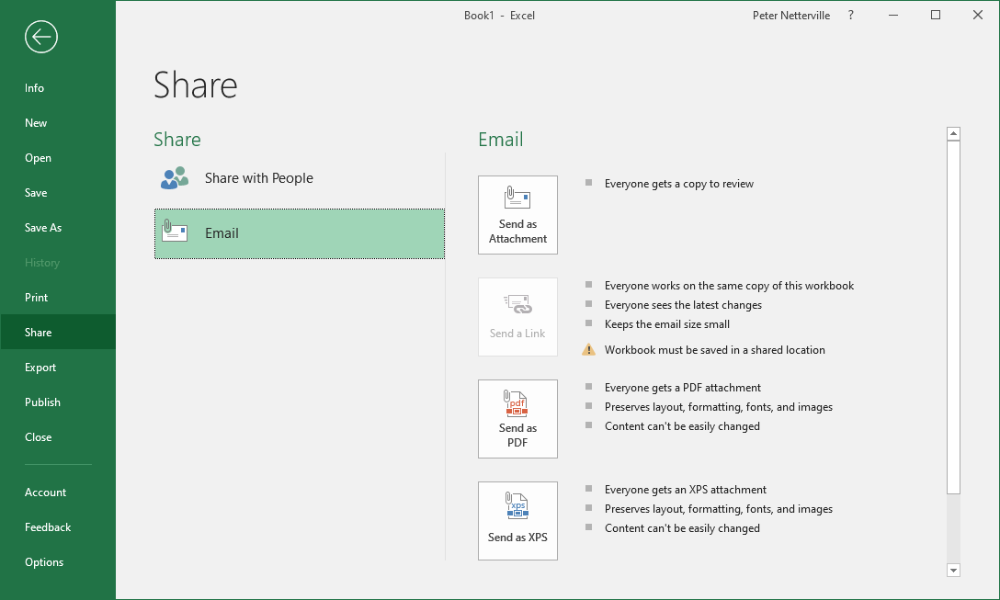 Book1 - Excel
Peter Netterville
?
Info
New
Open
Save
Save As
History
Print
Share
Export
Publish
Close
Account
Feedback
Options
Share
Share
Share with People
Email
Email
Send as
Attachment
Everyone gets a copy to review
Send a Link
Everyone works on the same copy of this workbook
Everyone sees the latest changes
Keeps the email size small
Workbook must be saved in a shared location
pdf
Send as
PDF
Everyone gets a PDF attachment
Preserves layout, formatting, fonts, and images
Content can't be easily changed
xps
Send as XPS
Everyone gets an XPS attachment
Preserves layout, formatting, fonts, and images
Content can't be easily changed